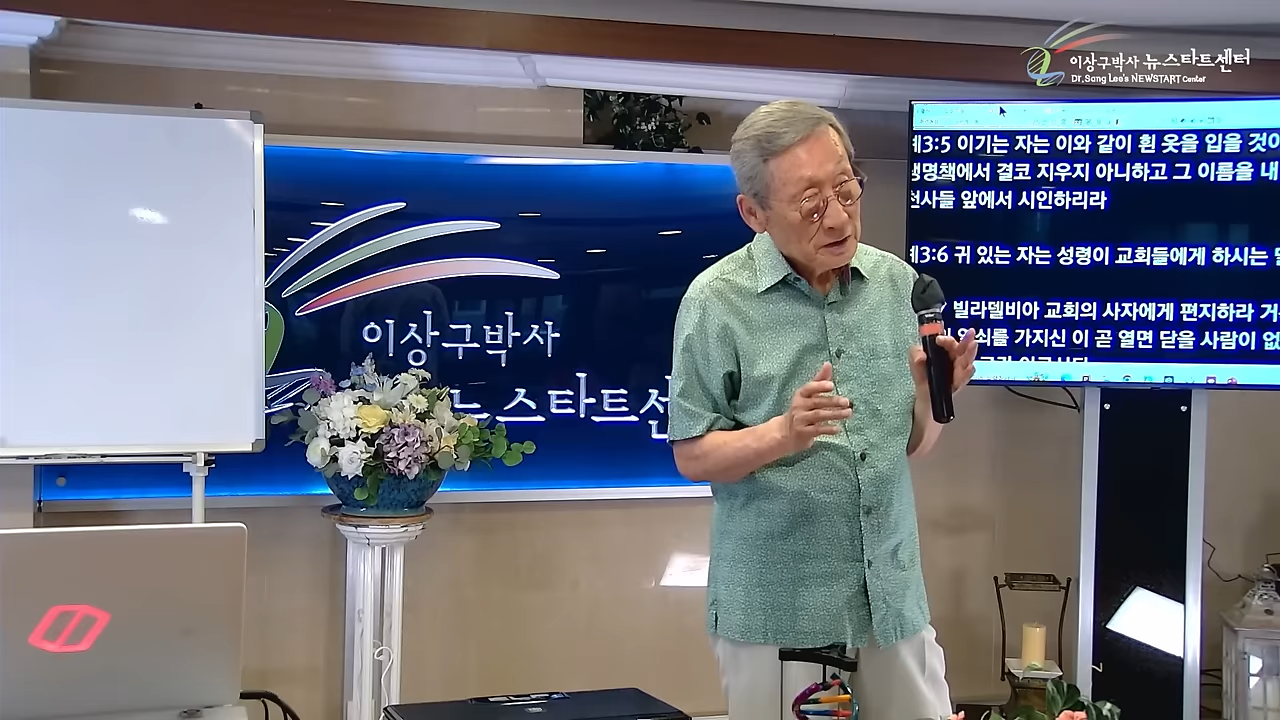 이상구박사 뉴스타트센터
Dr. Sang Lee's NEWSTART Center
계3:5 이기는 자는 이와 같이 흰 옷을 입을 것이
생명책에서 결코 지우지 아니하고 그 이름을 내
천사들 앞에서 시인하리라
계3:6 귀 있는 자는 성령이 교회들에게 하시는
빌라델비아 교회의 사자에게 편지하라
가지신 이 곧 열면 닫을 사람이
이상구박사
뉴스타트센